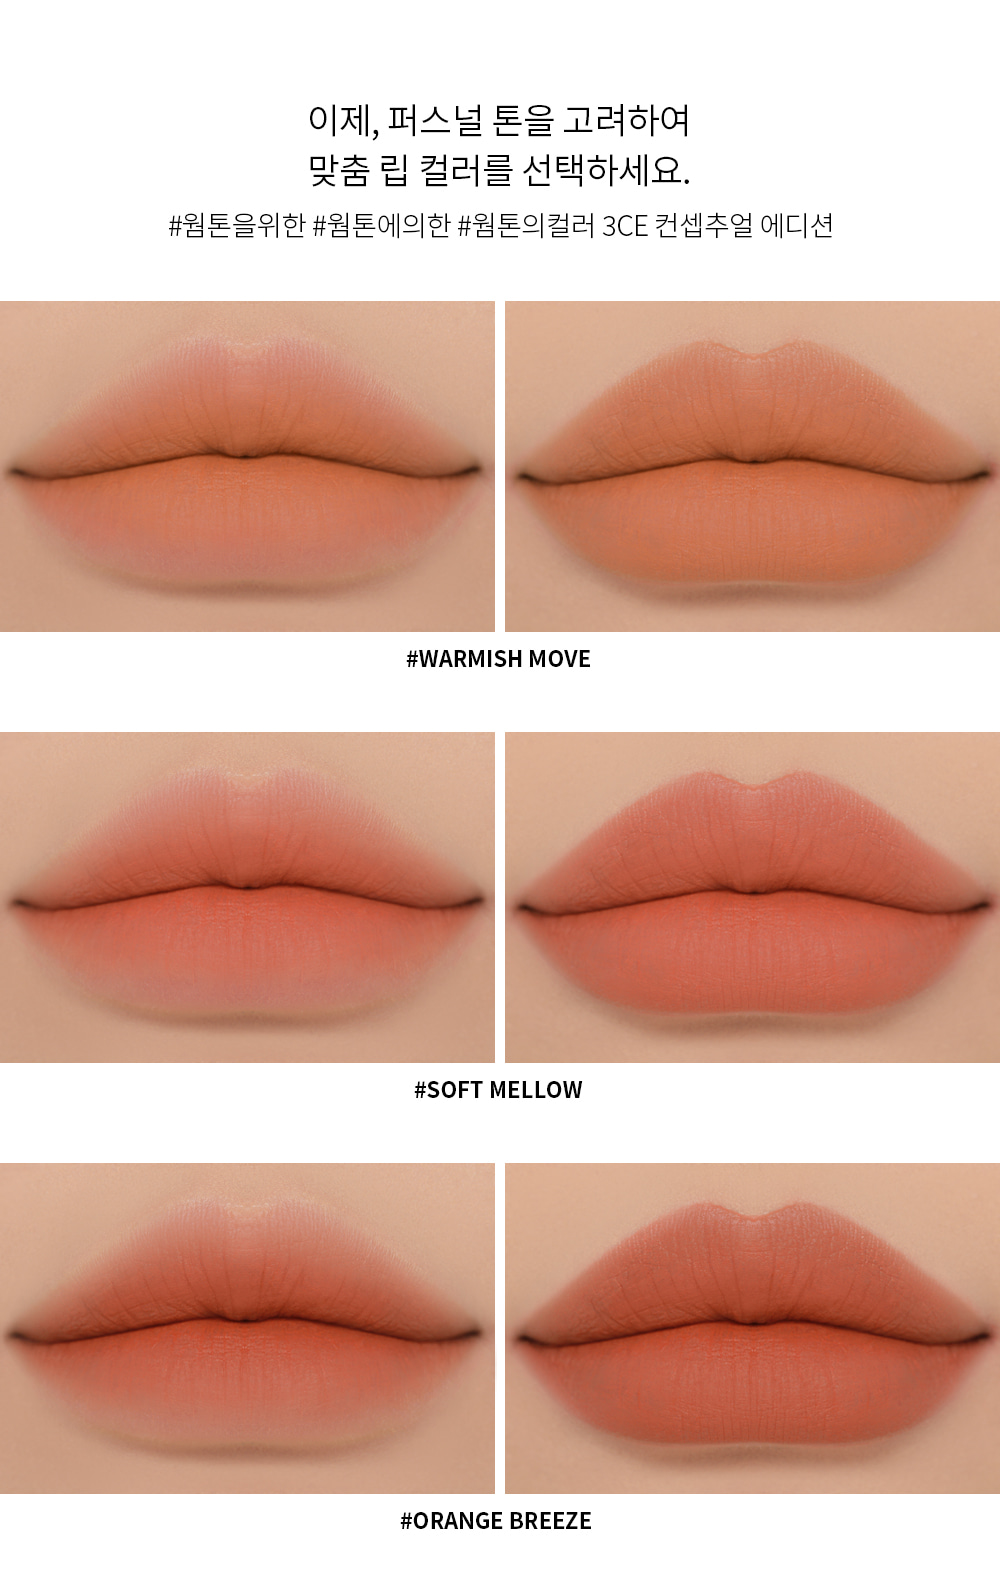 이제, 퍼스널 톤을 고려하여
맞춤 립 컬러를 선택하세요.
#웜톤을위한 #웜톤에의한 #웜톤의컬러 3CE 컨셉추얼 에디션
#WARMISH MOVE
#SOFT MELLOW
#ORANGE BREEZE